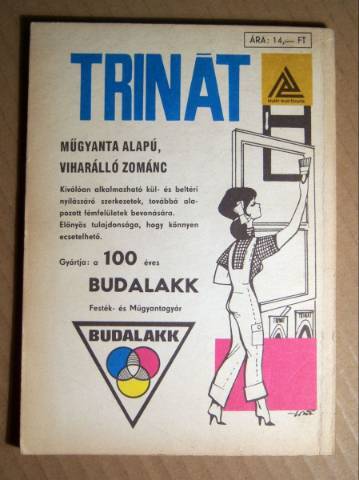 ÁRA: 14,— FT
TRINÁT
MŰGYANTA ALAPÚ,
VIHARÁLLÓ ZOMÁNC
Kiválóan alkalmazható kül- és beltéri
nyílászáró szerkezetek, továbbá ala-
pozott fémfelületek bevonására.
Előnyös tulajdonsága, hogy könnyen
ecsetelhető.
Gyártja: a 100 éves
BUDALAKK
Festék- és Műgyantagyár
BUDALAKK
TRINÁT